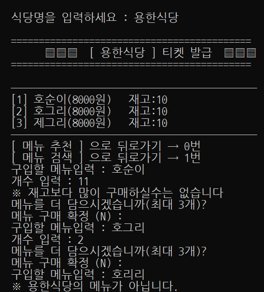 식당명을 입력하세요 : 용한식당
==============================================
▨▨▨ [ 용한식당 ] 티켓 발급 ▨▨▨
==============================================
______________________________________________
[1] 호순이(8000원) 재고:10
[2] 호그리(8000원) 재고:10
[3] 제그리(8000원) 재고:10
______________________________________________
[ 메뉴 추천 ] 으로 뒤로가기 → 0번
[ 메뉴 검색 ] 으로 뒤로가기 → 1번
구입할 메뉴입력 : 호순이
개수 입력 : 11
※ 재고보다 많이 구매하실수는 없습니다
메뉴를 더 담으시겠습니까(최대 3개)?
메뉴 구매 확정 (N) :
구입할 메뉴입력 : 호그리
개수 입력 : 2
메뉴를 더 담으시겠습니까(최대 3개)?
메뉴 구매 확정 (N) :
구입할 메뉴입력 : 호리리
※ 용한식당의 메뉴가 아닙니다.